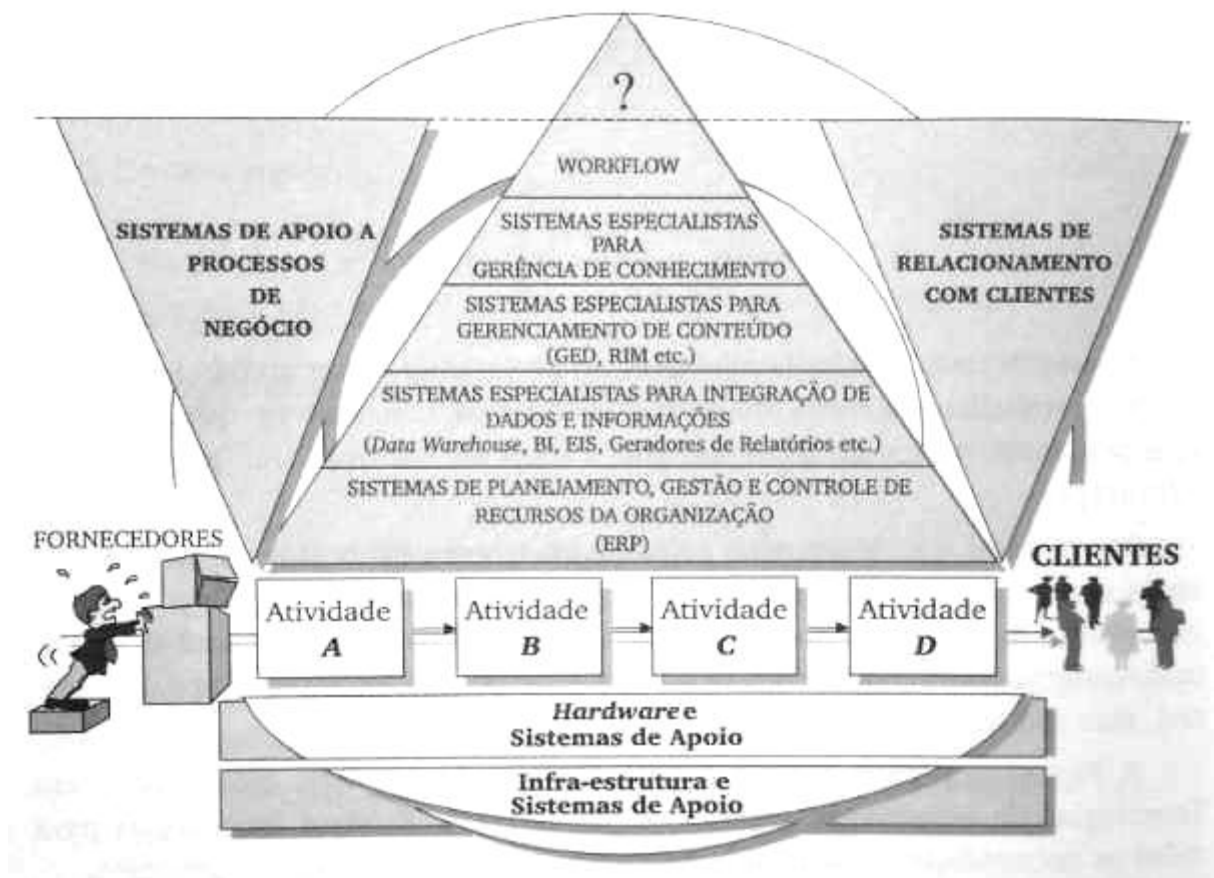 ?
WORKFLOW
SISTEMAS DE APOIO A
PROCESSOS
DE
NEGÓCIO
SISTEMAS ESPECIALISTAS
PARA
GERÊNCIA DE CONHECIMENTO
SISTEMAS DE
RELACIONAMENTO
COM CLIENTES
SISTEMAS ESPECIALISTAS PARA
GERENCIAMENTO DE CONTEÚDO
(GED, RIM etc.)
SISTEMAS ESPECIALISTAS PARA INTEGRAÇÃO DE
DADOS E INFORMAÇÕES
(Data Warehouse, BI, EIS, Geradores de Relatórios etc.)
SISTEMAS DE PLANEJAMENTO, GESTÃO E CONTROLE DE
RECURSOS DA ORGANIZAÇÃO
(ERP)
FORNECEDORES
CLIENTES
Atividade
A
Atividade
B
Atividade
C
Atividade
D
Hardware e
Sistemas de Apoio
Infra-estrutura e
Sistemas de Apoio